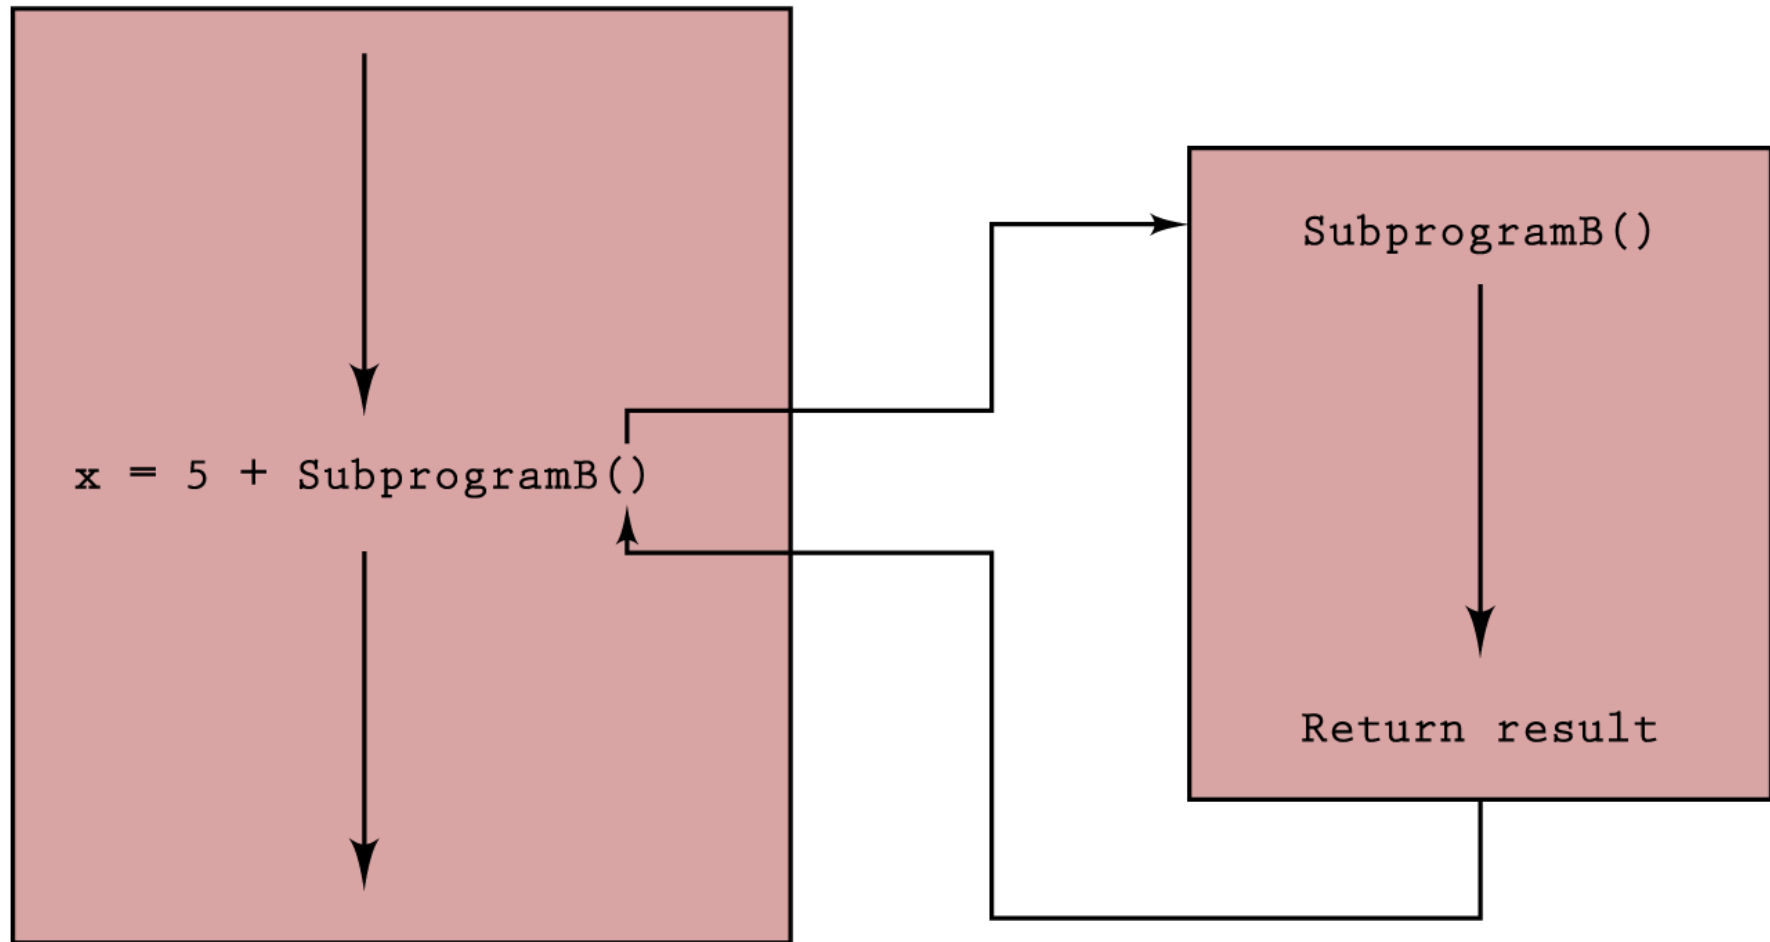 x = 5 + SubprogramB()
SubprogramB()
Return result